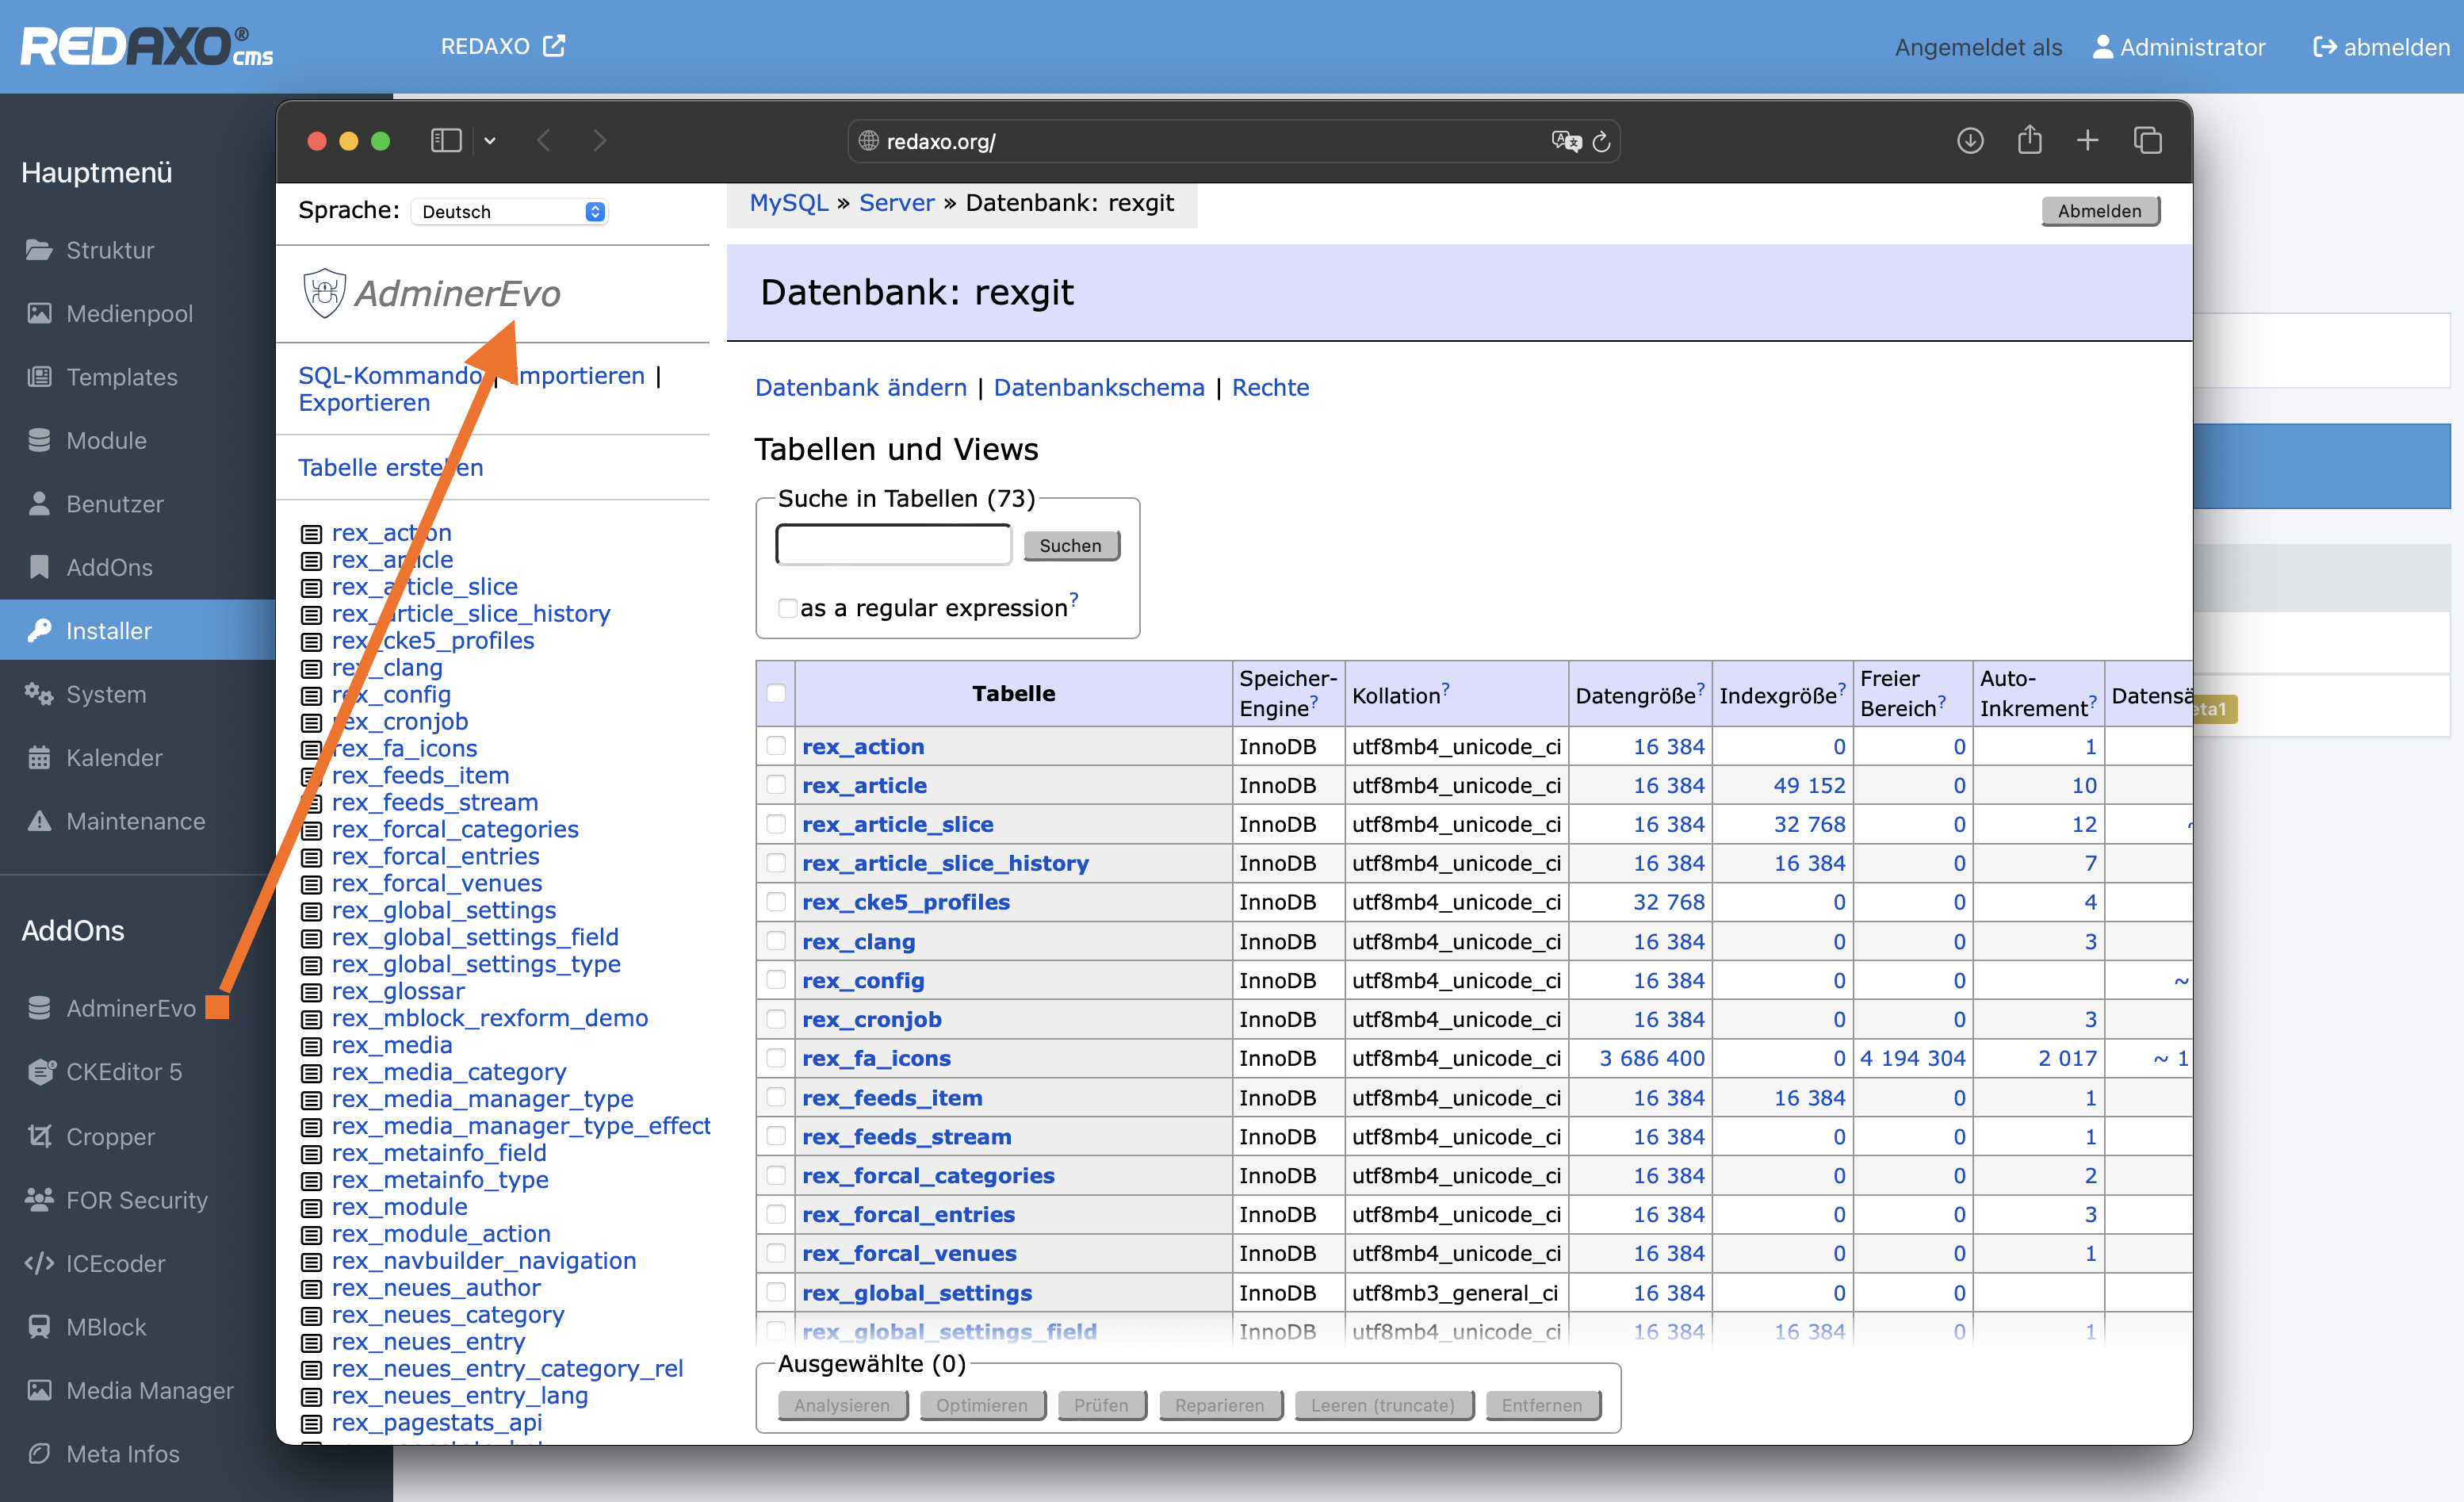 REDAXO® cms
REDAXO
Angemeldet als Administrator abmelden
Hauptmenü
Struktur
Medienpool
Templates
Module
Benutzer
AddOns
Installer
System
Kalender
Maintenance
AddOns
AdminerEvo
CKEditor 5
Cropper
FOR Security
ICEcoder
MBlock
Media Manager
Meta Infos
redaxo.org/
Sprache: Deutsch
AdminerEvo
SQL-Kommando | Importieren |
Exportieren
Tabelle erstellen
rex_action
rex_article
rex_article_slice
rex_article_slice_history
rex_cke5_profiles
rex_clang
rex_config
rex_cronjob
rex_fa_icons
rex_feeds_item
rex_feeds_stream
rex_forcal_categories
rex_forcal_entries
rex_forcal_venues
rex_global_settings
rex_global_settings_field
rex_global_settings_type
rex_glossar
rex_mblock_rexform_demo
rex_media
rex_media_category
rex_media_manager_type
rex_media_manager_type_effect
rex_metainfo_field
rex_metainfo_type
rex_module
rex_module_action
rex_navbuilder_navigation
rex_neues_author
rex_neues_category
rex_neues_entry
rex_neues_entry_category_rel
rex_neues_entry_lang
rex_pagestats_api
MySQL » Server » Datenbank: rexgit
Abmelden
Datenbank: rexgit
Datenbank ändern | Datenbankschema | Rechte
Tabellen und Views
Suche in Tabellen (73)
Suchen
as a regular expression?
Tabelle Speicher-Engine? Kollation? Datengröße? Indexgröße? Freier Bereich? Auto-Inkrement? Datensä
rex_action InnoDB utf8mb4_unicode_ci 16 384 0 0 1
rex_article InnoDB utf8mb4_unicode_ci 16 384 49 152 0 10
rex_article_slice InnoDB utf8mb4_unicode_ci 16 384 32 768 0 12
rex_article_slice_history InnoDB utf8mb4_unicode_ci 16 384 16 384 0 7
rex_cke5_profiles InnoDB utf8mb4_unicode_ci 32 768 0 0 4
rex_clang InnoDB utf8mb4_unicode_ci 16 384 0 0 3
rex_config InnoDB utf8mb4_unicode_ci 16 384 0 0 ~
rex_cronjob InnoDB utf8mb4_unicode_ci 16 384 0 0 3
rex_fa_icons InnoDB utf8mb4_unicode_ci 3 686 400 0 4 194 304 2 017 ~ 1
rex_feeds_item InnoDB utf8mb4_unicode_ci 16 384 16 384 0 1
rex_feeds_stream InnoDB utf8mb4_unicode_ci 16 384 0 0 1
rex_forcal_categories InnoDB utf8mb4_unicode_ci 16 384 0 0 2
rex_forcal_entries InnoDB utf8mb4_unicode_ci 16 384 0 0 3
rex_forcal_venues InnoDB utf8mb4_unicode_ci 16 384 0 0 1
rex_global_settings InnoDB utf8mb3_general_ci 16 384 0 0
rex_global_settings_field InnoDB utf8mb4_unicode_ci 16 384 16 384 0 1
Ausgewählte (0)
Analysieren Optimieren Prüfen Reparieren Leeren (truncate) Entfernen
eta1